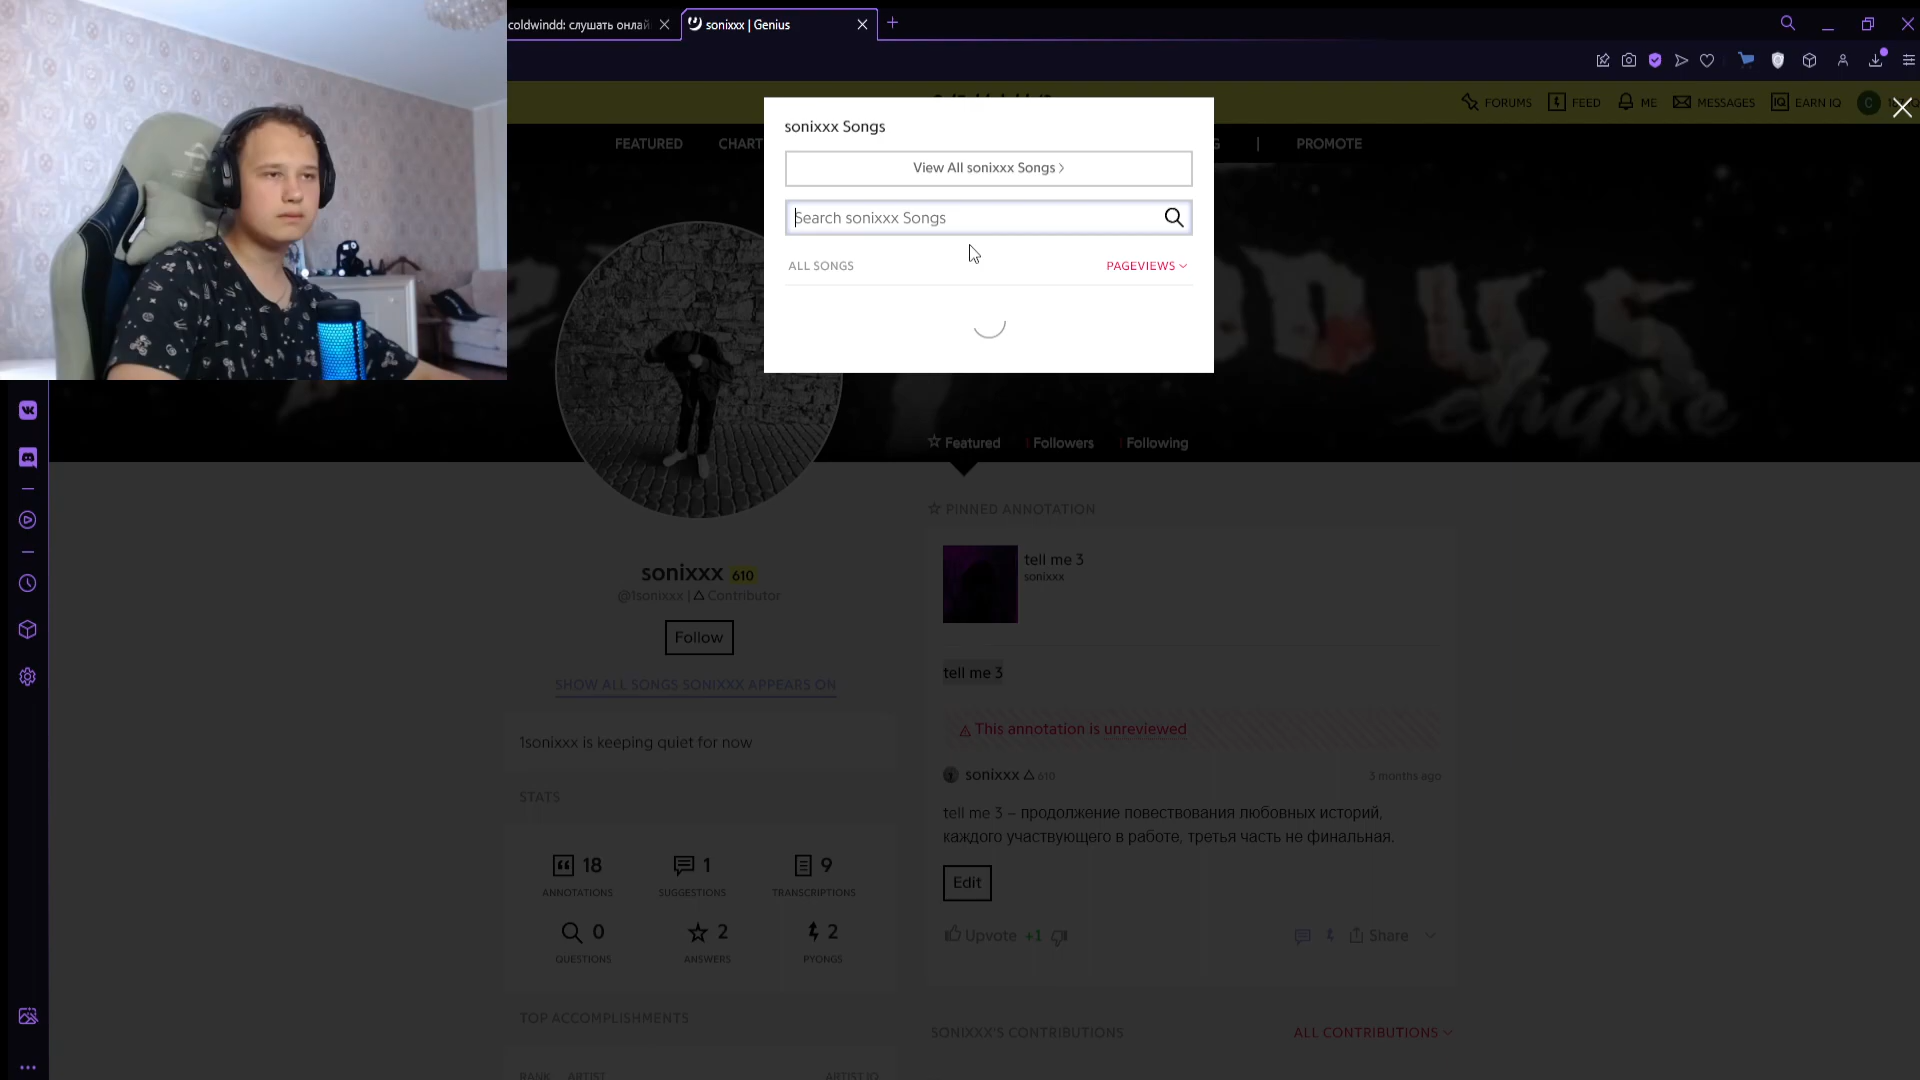 coldwindd: слушать онлай
sonixxx | Genius
FORUMS
FEED
ME
MESSAGES
EARN IQ
C
FEATURED
CHART
PROMOTE
sonixxx Songs
View All sonixxx Songs
Search sonixxx Songs
ALL SONGS
PAGEVIEWS
clique
Featured
Followers
Following
PINNED ANNOTATION
tell me 3
sonixxx
sonixxx 610
@1sonixxx | Contributor
Follow
SHOW ALL SONGS SONIXXX APPEARS ON
1sonixxx is keeping quiet for now
STATS
18
ANNOTATIONS
1
SUGGESTIONS
9
TRANSCRIPTIONS
0
QUESTIONS
2
ANSWERS
2
PYONGS
TOP ACCOMPLISHMENTS
RANK ARTIST ARTIST IQ
tell me 3
This annotation is unreviewed
sonixxx 610
3 months ago
tell me 3 – продолжение повествования любовных историй,
каждого участвующего в работе, третья часть не финальная.
Edit
Upvote +1
Share
SONIXXX'S CONTRIBUTIONS
ALL CONTRIBUTIONS